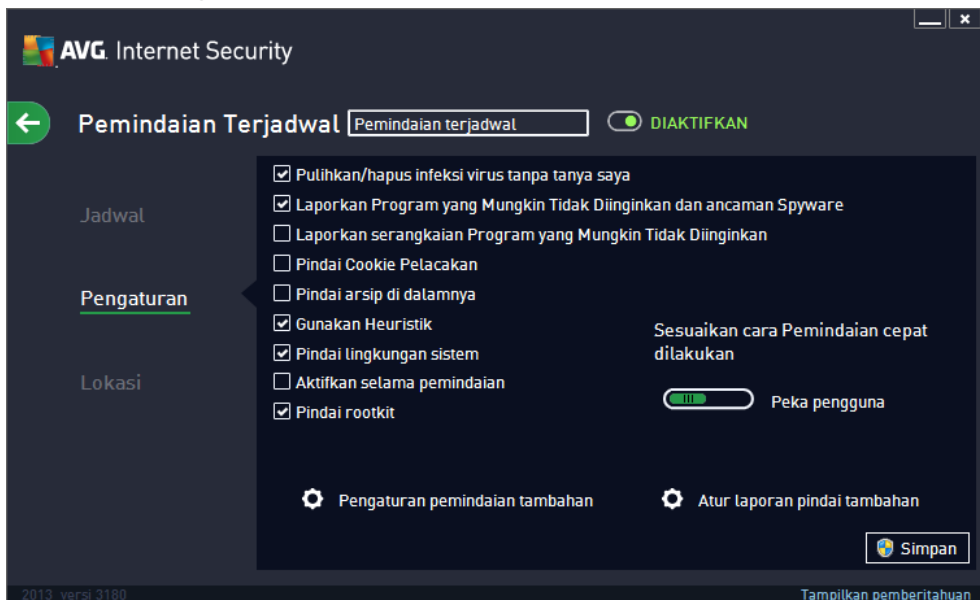 AVG. Internet Security
Pemindaian Terjadwal Pemindaian terjadwal DIAKTIFKAN
Jadwal
Pengaturan
Lokasi
Pulihkan/hapus infeksi virus tanpa tanya saya
Laporkan Program yang Mungkin Tidak Diinginkan dan ancaman Spyware
Laporkan serangkaian Program yang Mungkin Tidak Diinginkan
Pindai Cookie Pelacakan
Pindai arsip di dalamnya
Gunakan Heuristik
Pindai lingkungan sistem
Aktifkan selama pemindaian
Pindai rootkit
Sesuaikan cara Pemindaian cepat
dilakukan
Peka pengguna
Pengaturan pemindaian tambahan
Atur laporan pindai tambahan
Simpan
2013 versi 3180
Tampilkan pemberitahuan